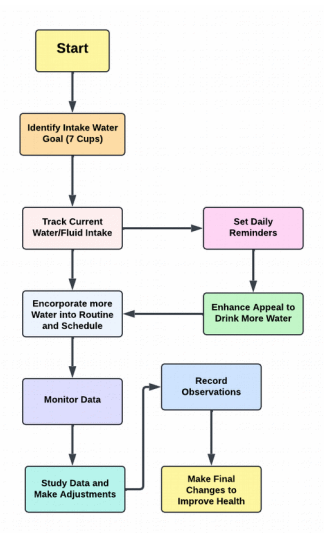 Start
Identify Intake Water
Goal (7 Cups)
Track Current
Water/Fluid Intake
Set Daily
Reminders
Encorporate more
Water into Routine
and Schedule
Enhance Appeal to
Drink More Water
Monitor Data
Record
Observations
Study Data and
Make Adjustments
Make Final
Changes to
Improve Health